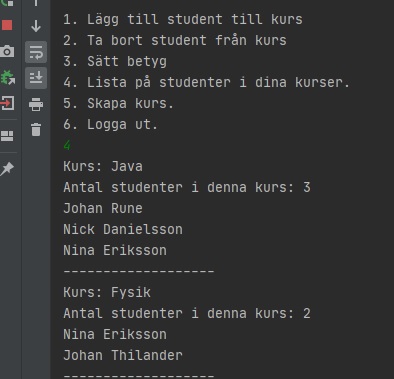 1. Lägg till student till kurs
2. Ta bort student från kurs
3. Sätt betyg
4. Lista på studenter i dina kurser.
5. Skapa kurs.
6. Logga ut.
4
Kurs: Java
Antal studenter i denna kurs: 3
Johan Rune
Nick Danielsson
Nina Eriksson
--------------------
Kurs: Fysik
Antal studenter i denna kurs: 2
Nina Eriksson
Johan Thilander
--------------------